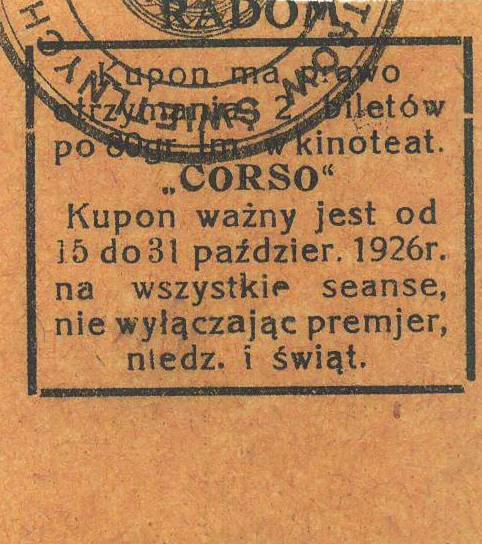 RADOM
Kupon ma prawo
otrzymania 2 biletów
po 80gr. m. w kinoteat.
„CORSO“
Kupon ważny jest od
15 do 31 paździer. 1926r.
na wszystkie seanse,
nie wyłączając premjer,
niedz. i świąt.